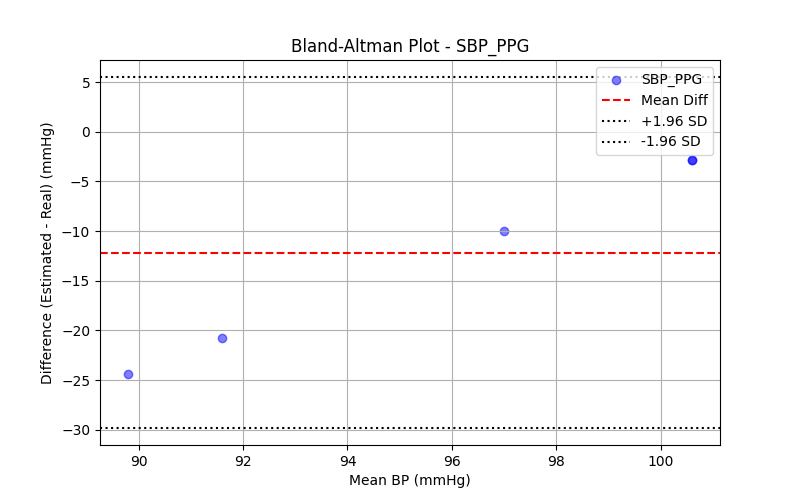 Bland-Altman Plot - SBP_PPG
Difference (Estimated - Real) (mmHg)
5
0
−5
−10
−15
−20
−25
−30
SBP_PPG
Mean Diff
+1.96 SD
-1.96 SD
90
92
94
96
98
100
Mean BP (mmHg)